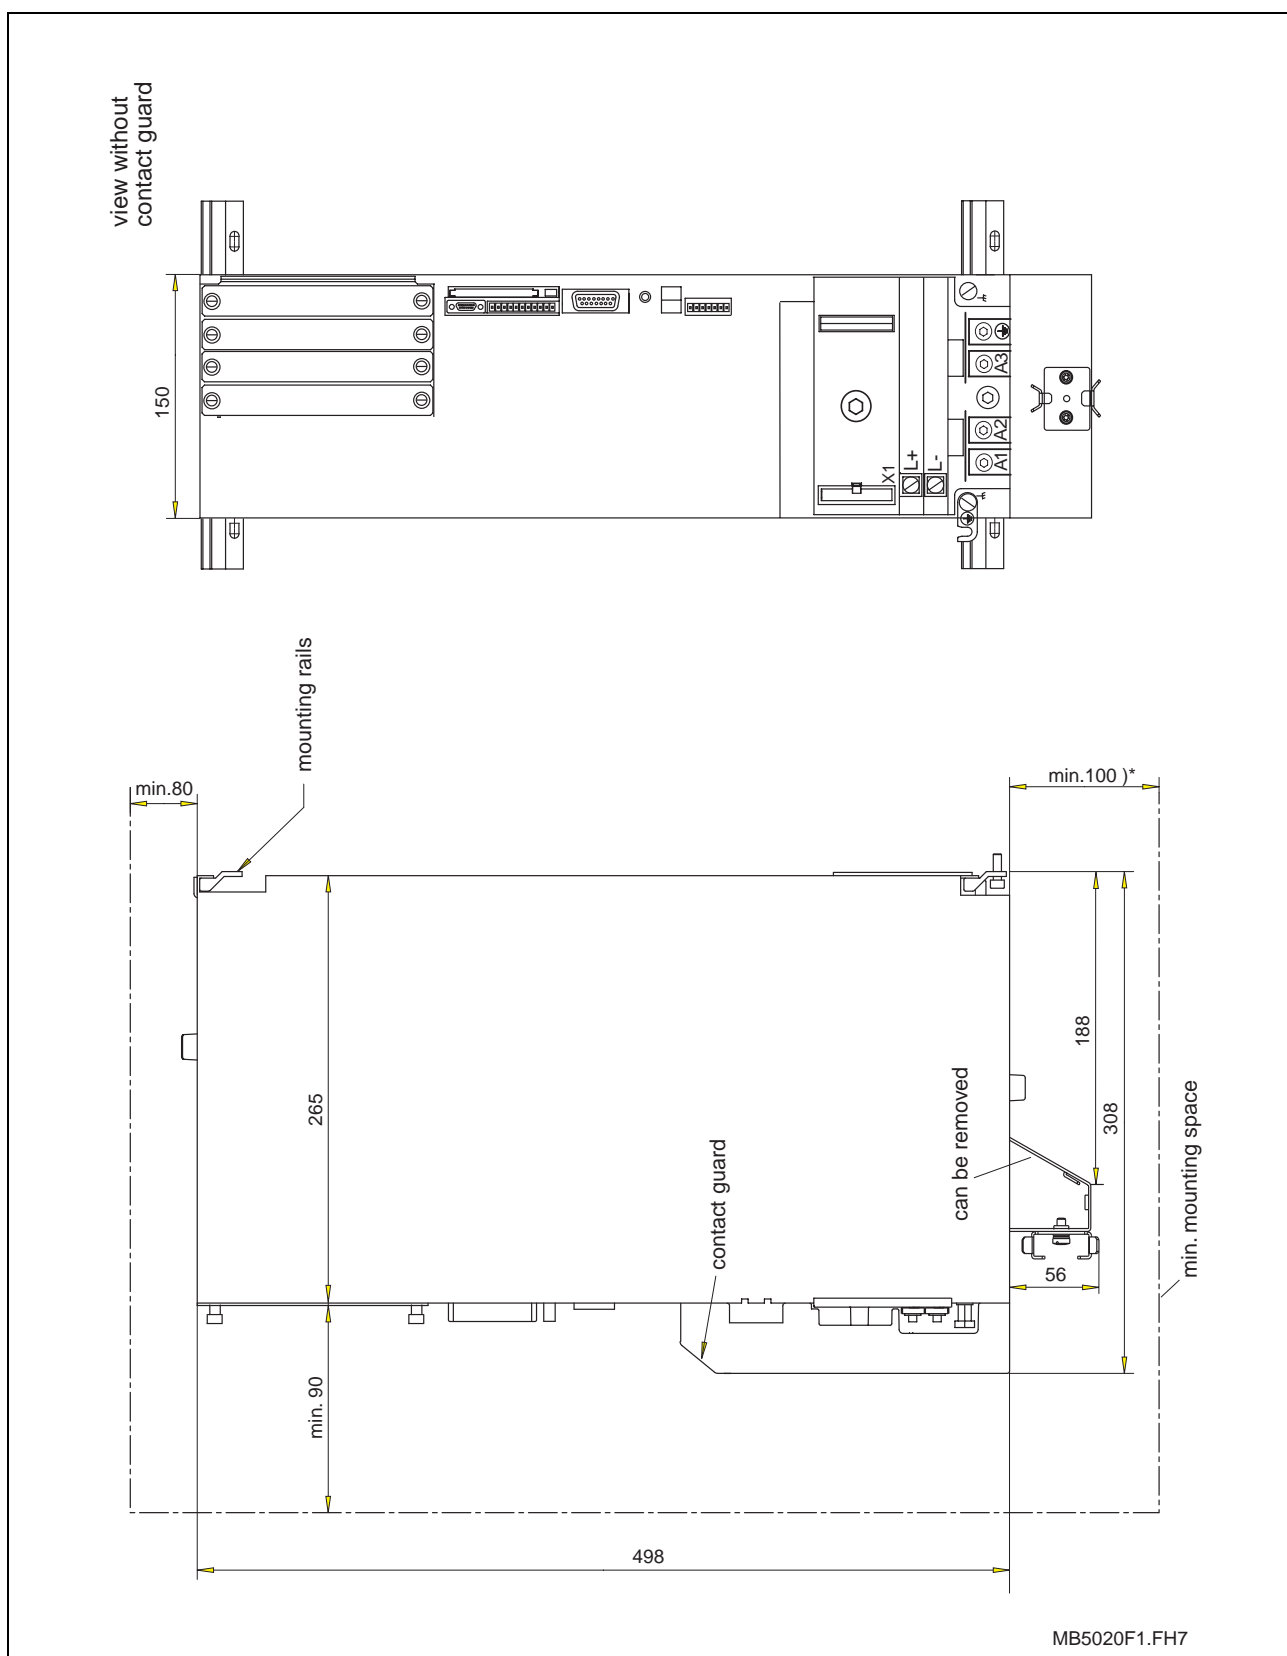 view without
contact guard
150
X1
L+
L-
A3
A2
A1
mounting rails
min.80
min.100 )*
265
188
308
can be removed
contact guard
min. mounting space
56
min. 90
498
MB5020F1.FH7